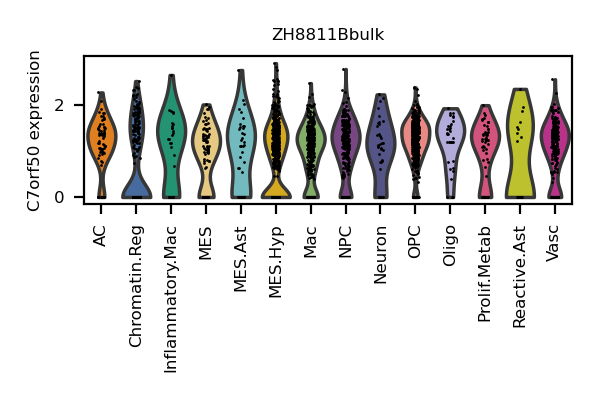 ZH8811Bbulk
C7orf50 expression
2
0
AC
Chromatin.Reg
Inflammatory.Mac
MES
MES.Ast
MES.Hyp
Mac
NPC
Neuron
OPC
Oligo
Prolif.Metab
Reactive.Ast
Vasc